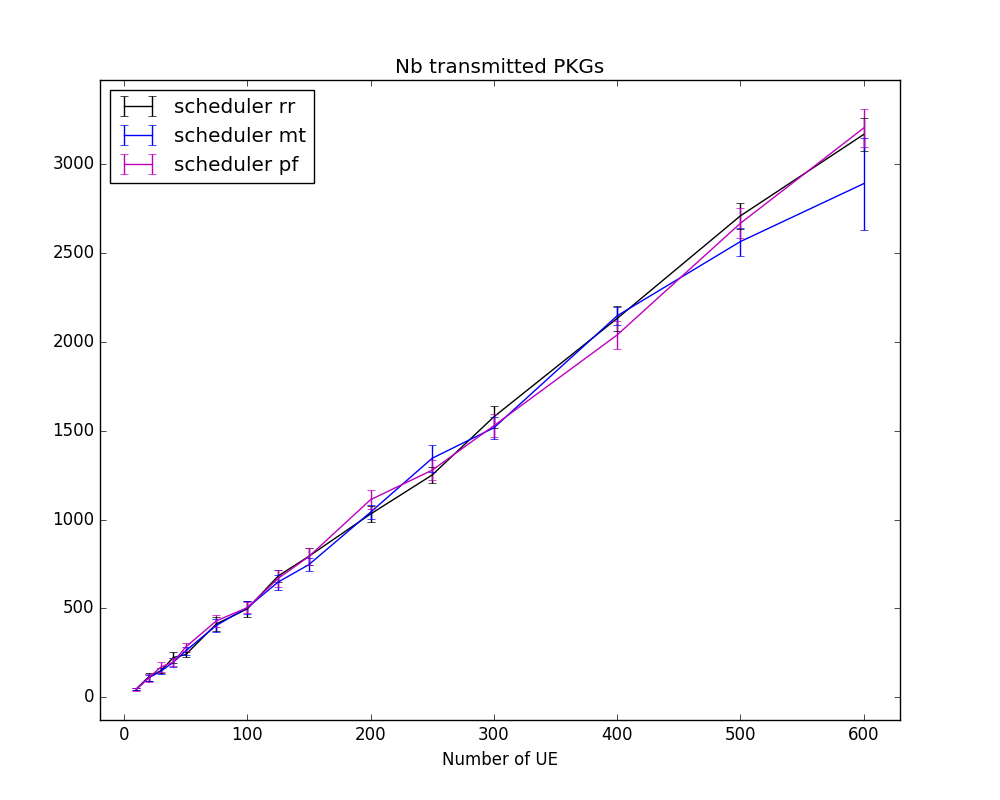 Nb transmitted PKGs
scheduler rr
scheduler mt
scheduler pf
3000
2500
2000
1500
1000
500
0
0 100 200 300 400 500 600
Number of UE